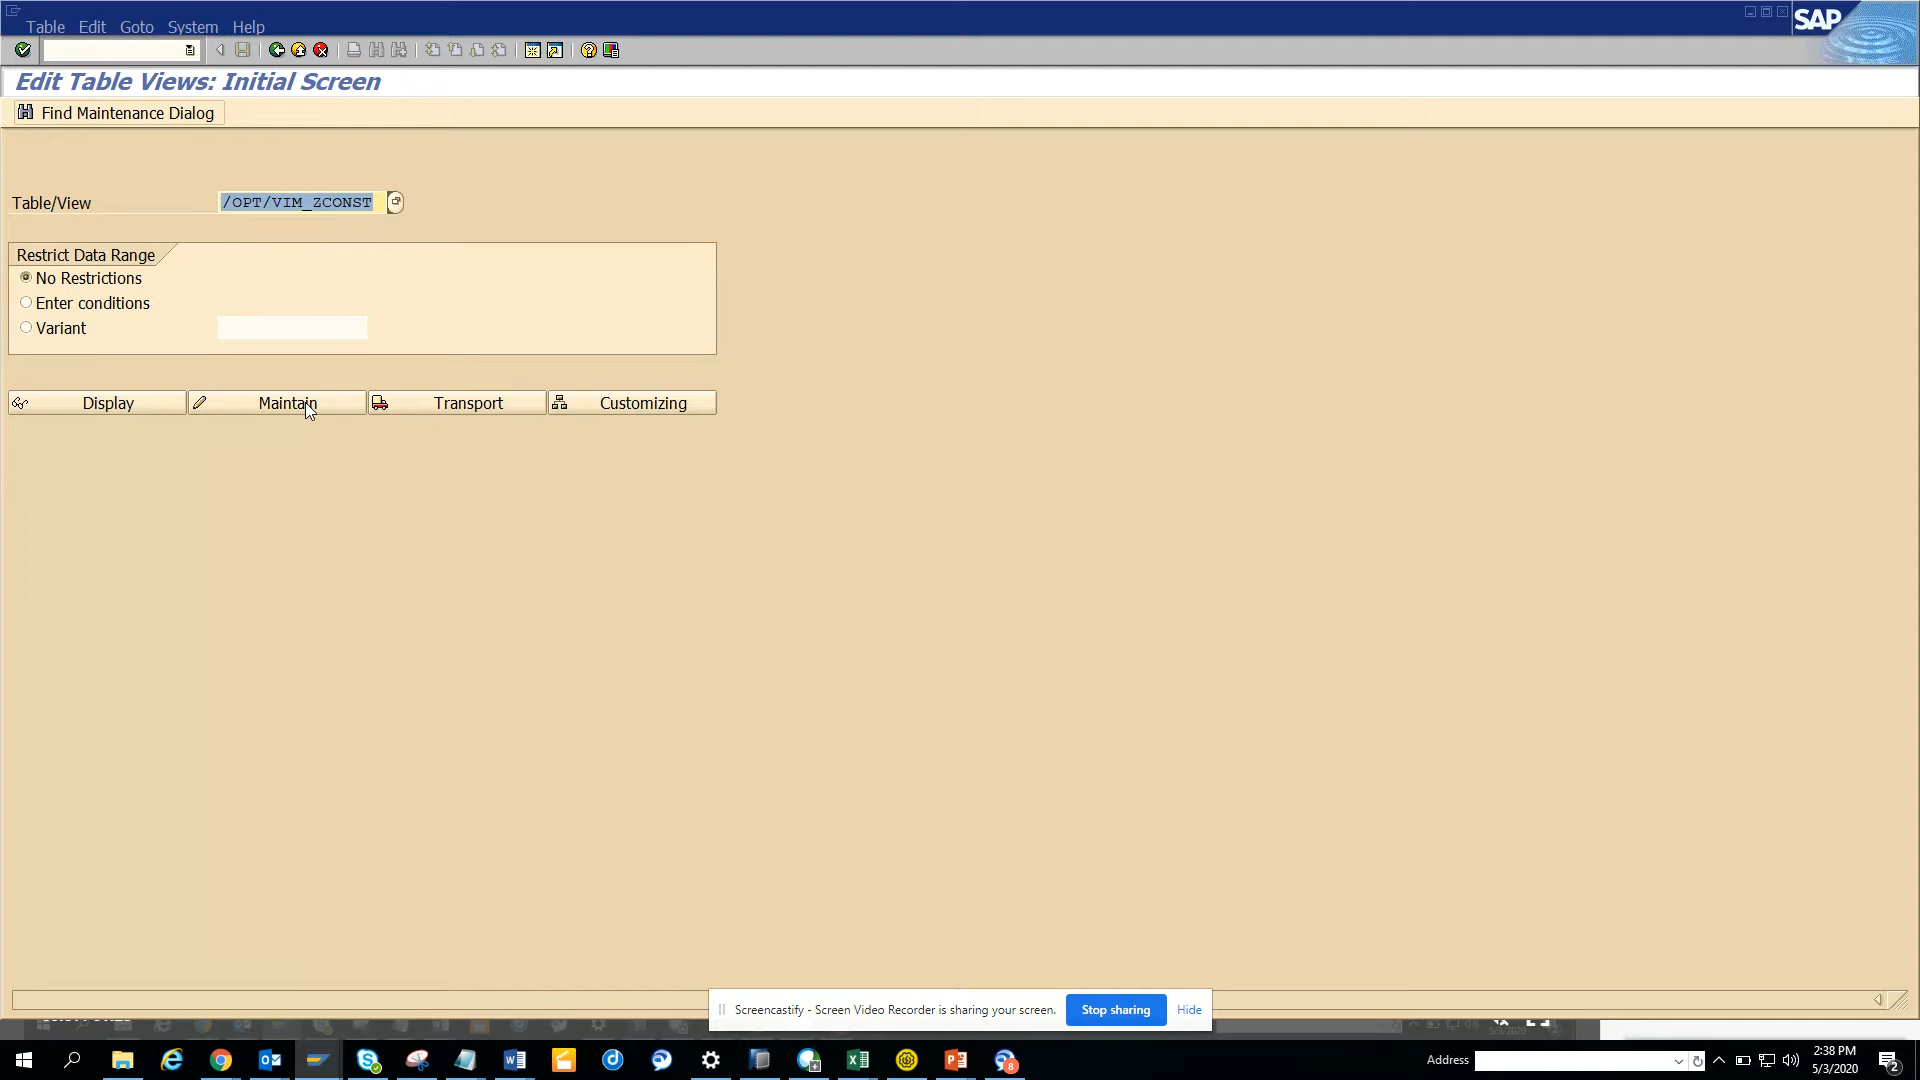 Table Edit Goto System Help
SAP
Edit Table Views: Initial Screen
Find Maintenance Dialog
Table/View /OPT/VIM_ZCONST
Restrict Data Range
No Restrictions
Enter conditions
Variant
Display Maintain Transport Customizing
Screencastify - Screen Video Recorder is sharing your screen. Stop sharing Hide
Address
2:38 PM
5/3/2020
8
2